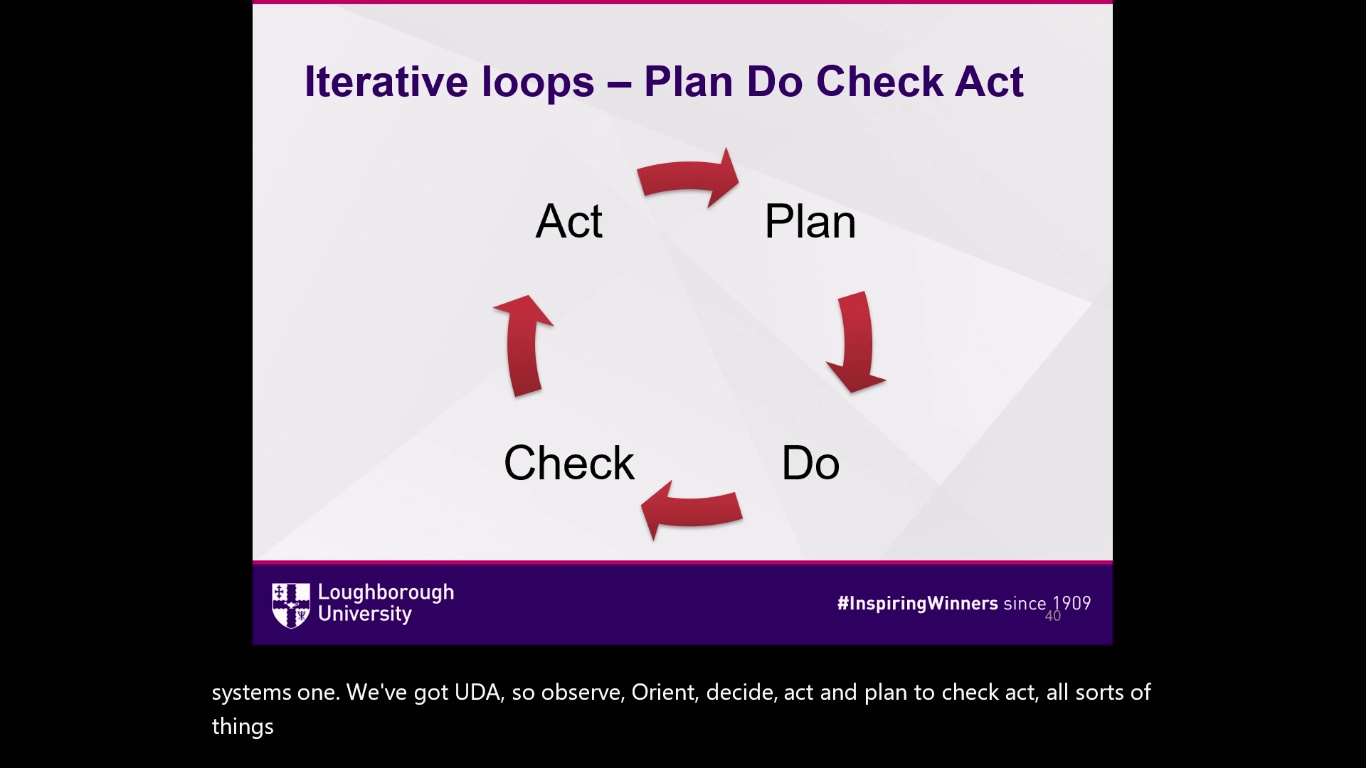 Iterative loops – Plan Do Check Act
Act
Plan
Check
Do
Loughborough
University
#InspiringWinners since 1909
40
systems one. We've got UDA, so observe, Orient, decide, act and plan to check act, all sorts of
things